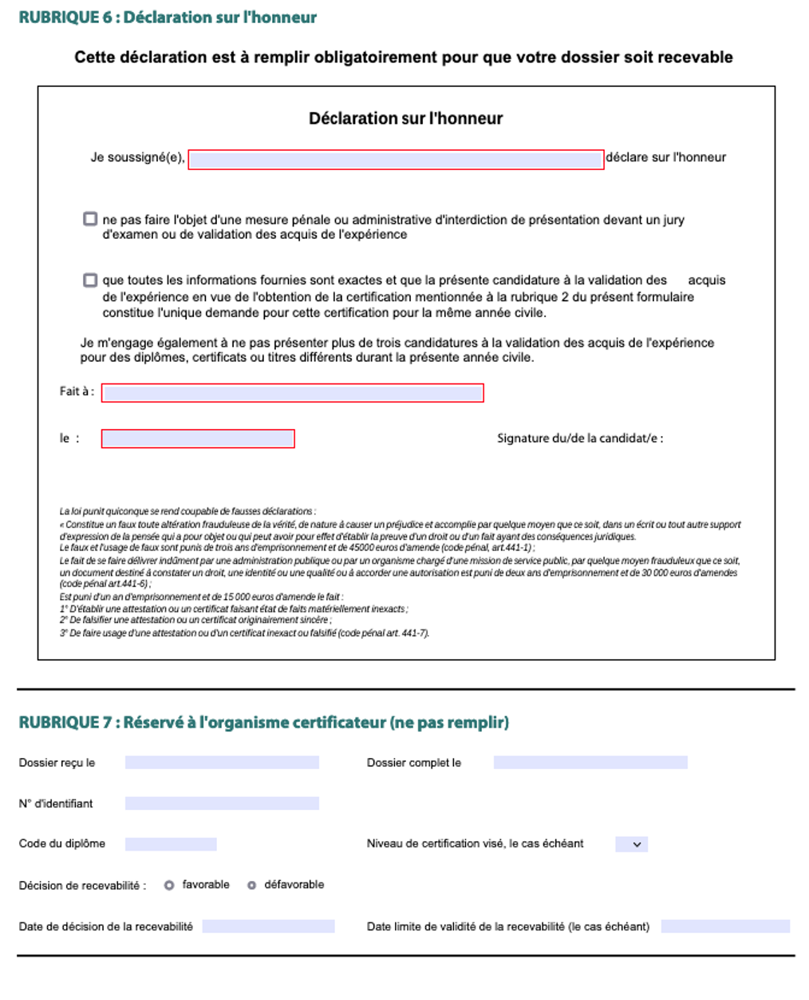 RUBRIQUE 6 : Déclaration sur l'honneur
Cette déclaration est à remplir obligatoirement pour que votre dossier soit recevable
Déclaration sur l'honneur
Je soussigné(e), déclare sur l'honneur
ne pas faire l'objet d'une mesure pénale ou administrative d'interdiction de présentation devant un jury
d'examen ou de validation des acquis de l'expérience
que toutes les informations fournies sont exactes et que la présente candidature à la validation des acquis
de l'expérience en vue de l'obtention de la certification mentionnée à la rubrique 2 du présent formulaire
constitue l'unique demande pour cette certification pour la même année civile.
Je m'engage également à ne pas présenter plus de trois candidatures à la validation des acquis de l'expérience
pour des diplômes, certificats ou titres différents durant la présente année civile.
Fait à :
le :
Signature du/de la candidat/e :
La loi punit quiconque se rend coupable de fausses déclarations :
« Constitue un faux toute altération frauduleuse de la vérité, de nature à causer un préjudice et accomplie par quelque moyen que ce soit, dans un écrit ou tout autre support
d'expression de la pensée qui a pour objet ou qui peut avoir pour effet d'établir la preuve d'un droit ou d'un fait ayant des conséquences juridiques.
Le faux et l'usage de faux sont punis de trois ans d'emprisonnement et de 45000 euros d'amende (code pénal, art.441-1) ;
Le fait de se faire délivrer indûment par une administration publique ou par un organisme chargé d'une mission de service public, par quelque moyen frauduleux que ce soit,
un document destiné à constater un droit, une identité ou une qualité ou à accorder une autorisation est puni de deux ans d'emprisonnement et de 30 000 euros d'amendes
(code pénal art.441-6) ;
Est puni d'un an d'emprisonnement et de 15 000 euros d'amende le fait :
1° D'établir une attestation ou un certificat faisant état de faits matériellement inexacts ;
2° De falsifier une attestation ou un certificat originairement sincère ;
3° De faire usage d'une attestation ou d'un certificat inexact ou falsifié (code pénal art. 441-7).
RUBRIQUE 7 : Réservé à l'organisme certificateur (ne pas remplir)
Dossier reçu le
Dossier complet le
N° d'identifiant
Code du diplôme
Niveau de certification visé, le cas échéant
Décision de recevabilité : favorable défavorable
Date de décision de la recevabilité
Date limite de validité de la recevabilité (le cas échéant)